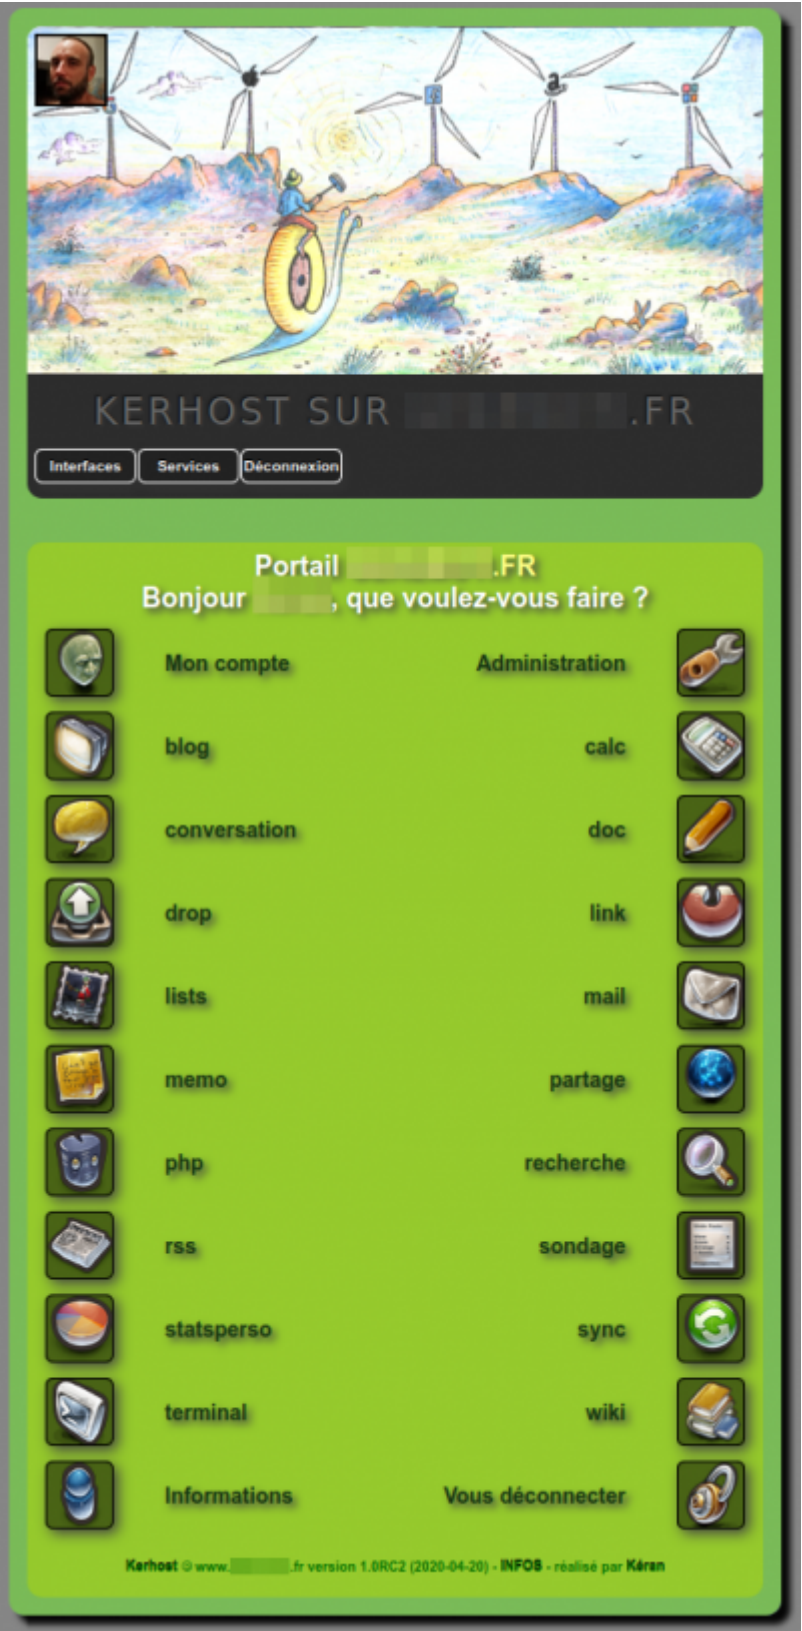 KERHOST SUR .FR
Interfaces Services Déconnexion
Portail .FR
Bonjour , que voulez-vous faire ?
Mon compte Administration
blog calc
conversation doc
drop link
lists mail
memo partage
php recherche
rss sondage
statsperso sync
terminal wiki
Informations Vous déconnecter
Kerhost @ www. .fr version 1.0RC2 (2020-04-20) - INFOS - réalisé par Kéran